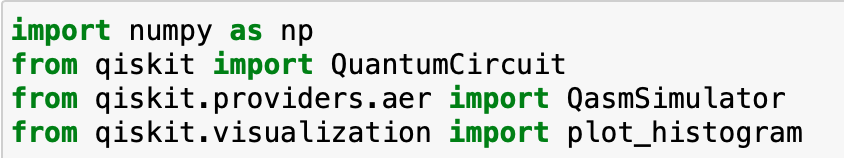 import numpy as np
from qiskit import QuantumCircuit
from qiskit.providers.aer import QasmSimulator
from qiskit.visualization import plot_histogram